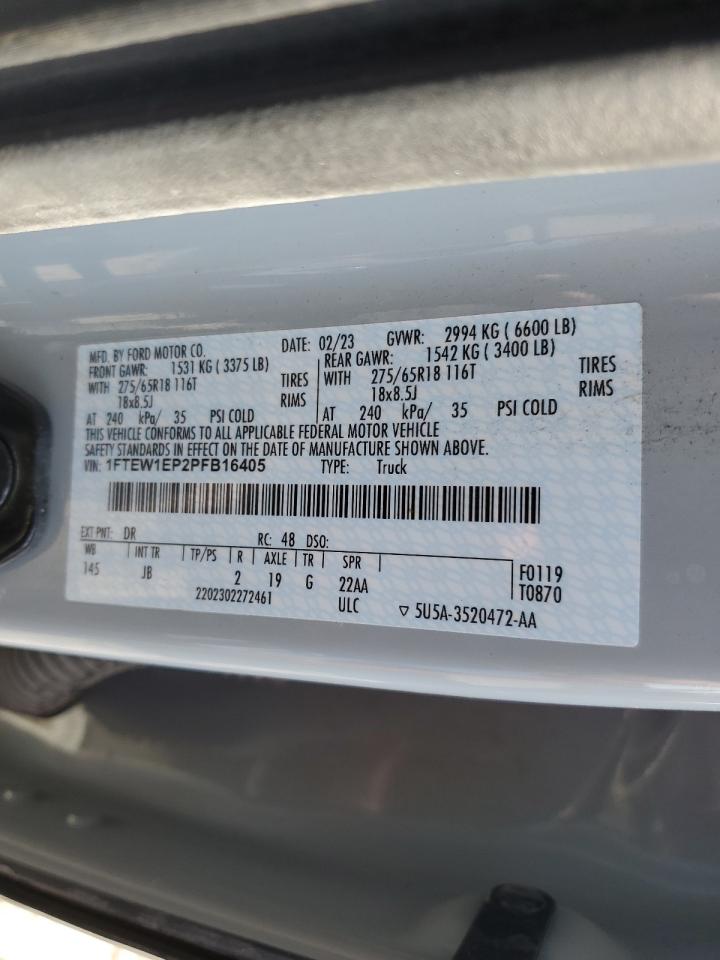 MFD. BY FORD MOTOR CO. DATE: 02/23 GVWR: 2994 KG ( 6600 LB)
FRONT GAWR: 1531 KG ( 3375 LB) REAR GAWR: 1542 KG ( 3400 LB)
WITH 275/65R18 116T TIRES WITH 275/65R18 116T TIRES
18x8.5J RIMS 18x8.5J RIMS
AT 240 kPa/ 35 PSI COLD AT 240 kPa/ 35 PSI COLD
THIS VEHICLE CONFORMS TO ALL APPLICABLE FEDERAL MOTOR VEHICLE
SAFETY STANDARDS IN EFFECT ON THE DATE OF MANUFACTURE SHOWN ABOVE.
VIN: 1FTEW1EP2PFB16405 TYPE: Truck
EXT PNT: DR RC: 48 DSO:
WB INT TR TP/PS R AXLE TR SPR
145 JB 2 19 G 22AA F0119
2202302272461 ULC T0870
▽ 5U5A-3520472-AA